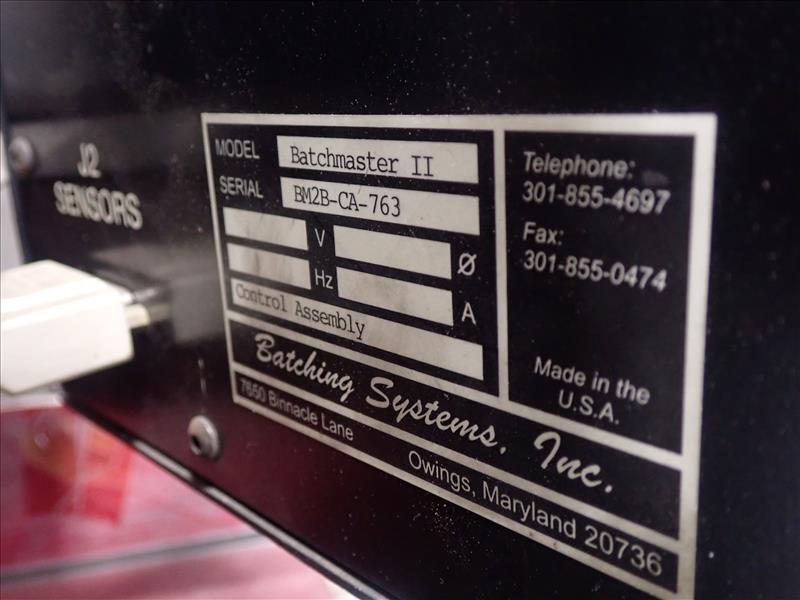 J2
SENSORS
MODEL Batchmaster II
SERIAL BM2B-CA-763
V Ø
Hz A
Control Assembly
Telephone:
301-855-4697
Fax:
301-855-0474
Made in the
U.S.A.
Batching Systems, Inc.
7650 Binnacle Lane
Owings, Maryland 20736